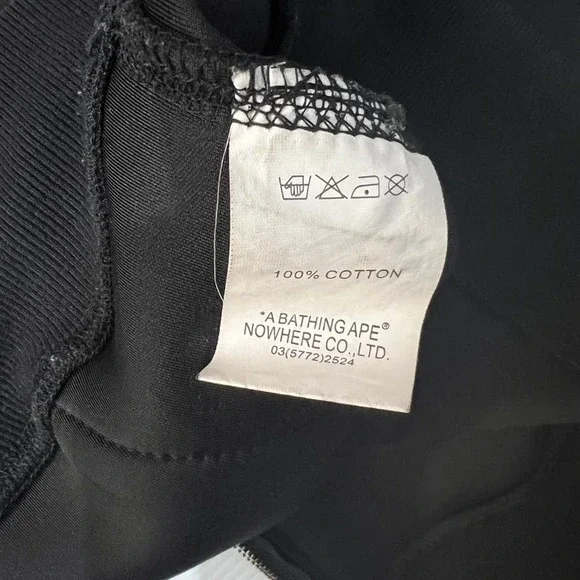 100% COTTON
*A BATHING APE®
NOWHERE CO.,LTD.
03(5772)2524